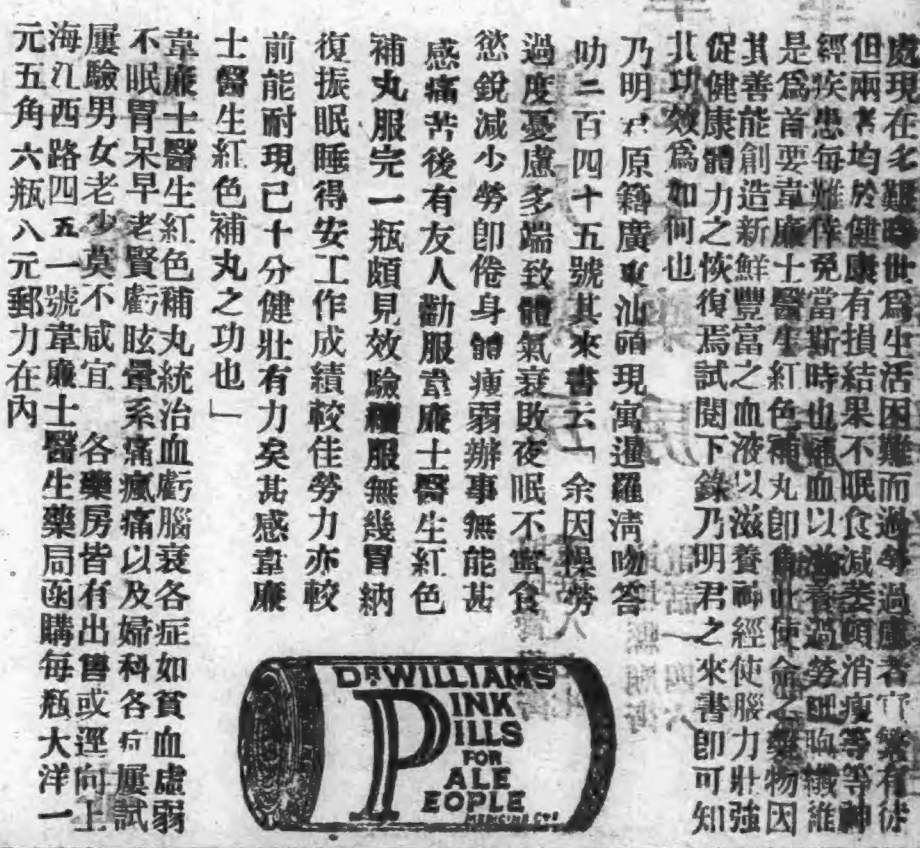 處現在多難時世爲生活困難而過勞過慮者實繁有徒
但兩者均於健康有損結果不眠食減萎頓消瘦等等神
經疾患每難倖免當斯時也補血以滋養過勞細胞纖維
是爲首要韋廉士醫生紅色補丸卽負此使命之藥物因
其善能創造新鮮豐富之血液以滋養神經使腦力壯強
促健康體力之恢復焉試閱下錄乃明君之來書卽可知
其功效爲如何也
乃明君原籍廣東汕頭現寓暹羅淸吻答
叻二百四十五號其來書云「余因操勞
過度憂慮多端致體氣衰敗夜眠不寗食
慾銳減少勞卽倦身體瘦弱辦事無能甚
感痛苦後有友人勸服韋廉士醫生紅色
補丸服完一瓶頗見效驗續服無幾胃納
復振眠睡得安工作成績較佳勞力亦較
前能耐現已十分健壯有力矣甚感韋廉
士醫生紅色補丸之功也」
韋廉士醫生紅色補丸統治血虧腦衰各症如貧血虛弱
不眠胃呆早老腎虧眩暈系痛瘋痛以及婦科各症屢試
屢驗男女老少莫不咸宜 各藥房皆有出售或逕向上
海江西路四五一號韋廉士醫生藥局函購每瓶大洋一
元五角六瓶八元郵力在內
DR WILLIAMS'
PINK
PILLS
FOR
PALE
PEOPLE
MEDICINE CO.